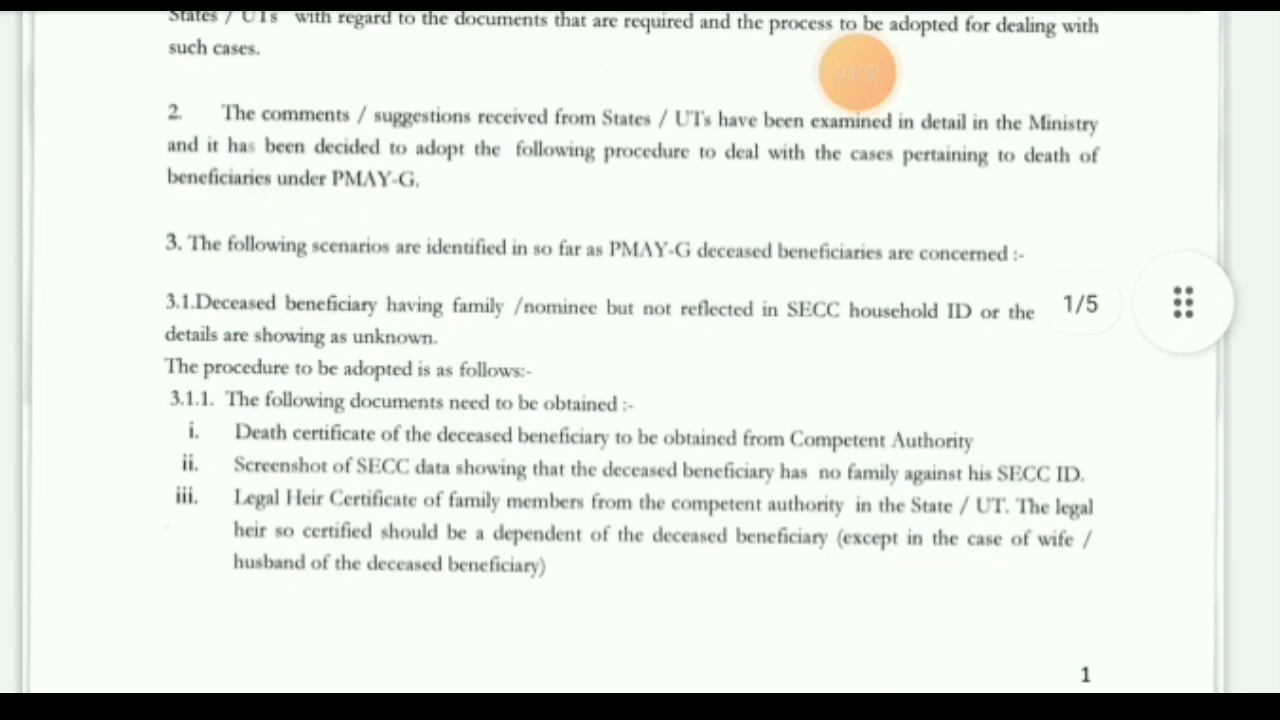 States / UTs with regard to the documents that are required and the process to be adopted for dealing with
such cases.
2. The comments / suggestions received from States / UTs have been examined in detail in the Ministry
and it has been decided to adopt the following procedure to deal with the cases pertaining to death of
beneficiaries under PMAY-G.
3. The following scenarios are identified in so far as PMAY-G deceased beneficiaries are concerned :-
3.1.Deceased beneficiary having family /nominee but not reflected in SECC household ID or the
1/5
details are showing as unknown.
The procedure to be adopted is as follows:-
3.1.1. The following documents need to be obtained :-
i. Death certificate of the deceased beneficiary to be obtained from Competent Authority
ii. Screenshot of SECC data showing that the deceased beneficiary has no family against his SECC ID.
iii. Legal Heir Certificate of family members from the competent authority in the State / UT. The legal
heir so certified should be a dependent of the deceased beneficiary (except in the case of wife /
husband of the deceased beneficiary)
1